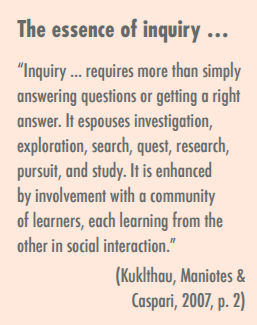 The essence of inquiry ...
“Inquiry ... requires more than simply
answering questions or getting a right
answer. It espouses investigation,
exploration, search, quest, research,
pursuit, and study. It is enhanced
by involvement with a community
of learners, each learning from the
other in social interaction.”
(Kuklthau, Maniotes &
Caspari, 2007, p. 2)